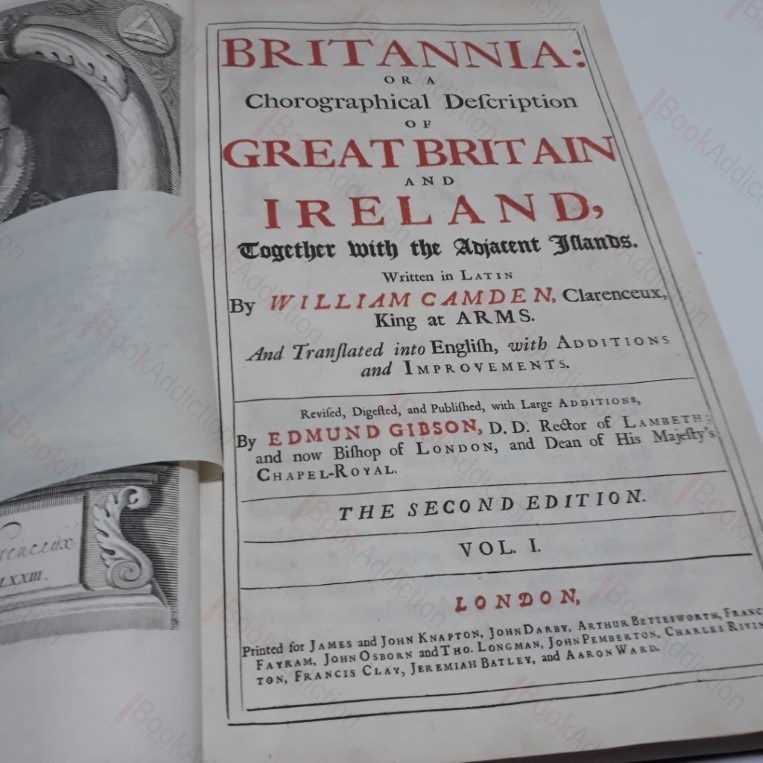 BRITANNIA:
OR A
Chorographical Deſcription
OF
GREAT BRITAIN
AND
IRELAND,
Together with the Adjacent Iſlands.
Written in LATIN
By WILLIAM CAMDEN, Clarenceux,
King at ARMS.
And Tranſlated into Engliſh, with ADDITIONS
and IMPROVEMENTS.
Reviſed, Digeſted, and Publiſhed, with Large ADDITIONS,
By EDMUND GIBSON, D. D. Rector of LAMBETH;
and now Biſhop of LONDON, and Dean of His Majeſty's
CHAPEL-ROYAL.
THE SECOND EDITION.
VOL. I.
LONDON,
Printed for JAMES and JOHN KNAPTON, JOHN DARBY, ARTHUR BETTESWORTH, FRANC
FAYRAM, JOHN OSBORN and THO. LONGMAN, JOHN PEMBERTON, CHARLES RIVIN
TON, FRANCIS CLAY, JEREMIAH BATLEY, and AARON WARD.
LXXIII.
BookAddiction